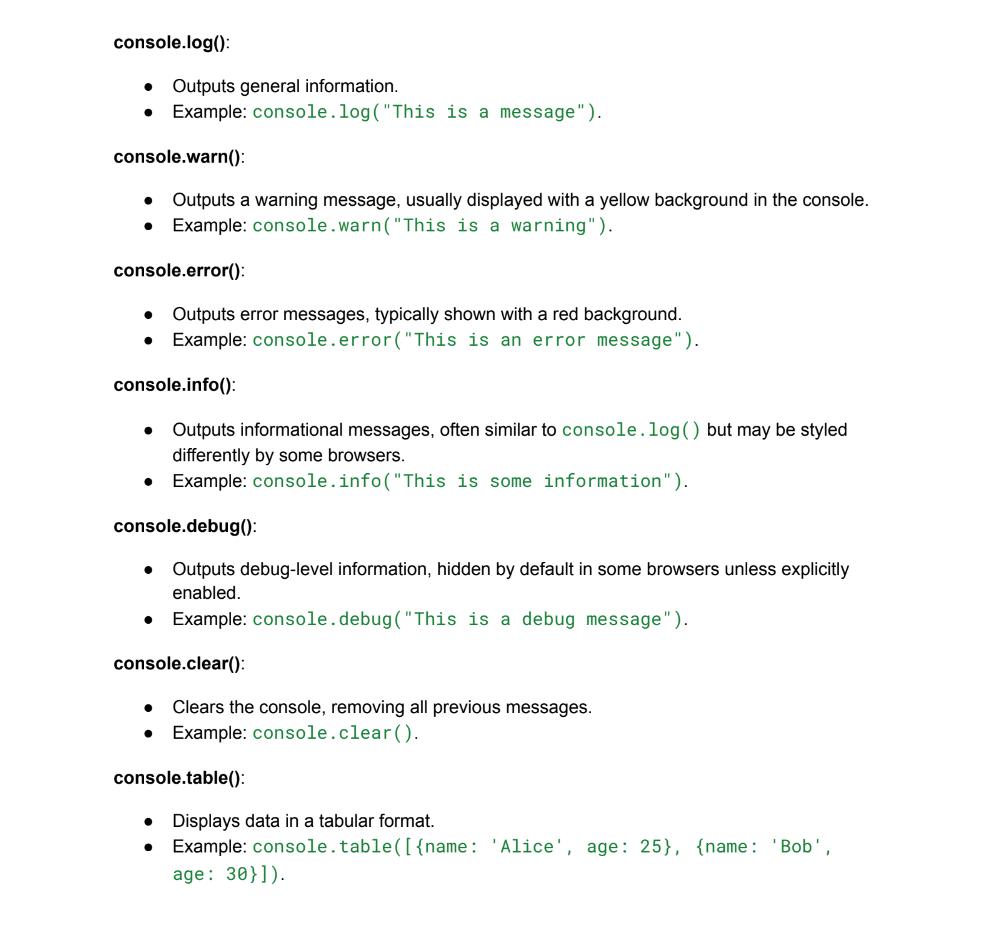 console.log():
● Outputs general information.
● Example: console.log("This is a message").
console.warn():
● Outputs a warning message, usually displayed with a yellow background in the console.
● Example: console.warn("This is a warning").
console.error():
● Outputs error messages, typically shown with a red background.
● Example: console.error("This is an error message").
console.info():
● Outputs informational messages, often similar to console.log() but may be styled
differently by some browsers.
● Example: console.info("This is some information").
console.debug():
● Outputs debug-level information, hidden by default in some browsers unless explicitly
enabled.
● Example: console.debug("This is a debug message").
console.clear():
● Clears the console, removing all previous messages.
● Example: console.clear().
console.table():
● Displays data in a tabular format.
● Example: console.table([{name: 'Alice', age: 25}, {name: 'Bob',
age: 30}]).